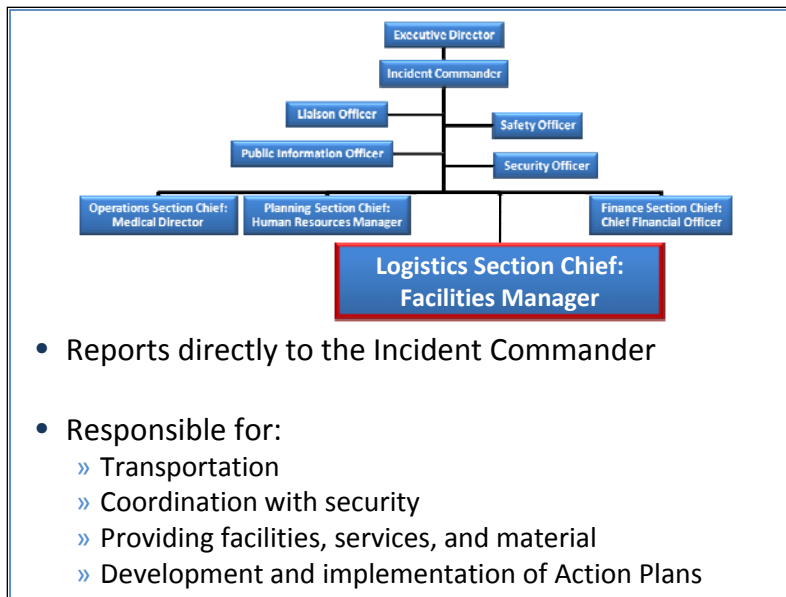 Executive Director
Incident Commander
Liaison Officer
Safety Officer
Public Information Officer
Security Officer
Operations Section Chief:
Medical Director
Planning Section Chief:
Human Resources Manager
Finance Section Chief:
Chief Financial Officer
Logistics Section Chief:
Facilities Manager
• Reports directly to the Incident Commander
• Responsible for:
» Transportation
» Coordination with security
» Providing facilities, services, and material
» Development and implementation of Action Plans